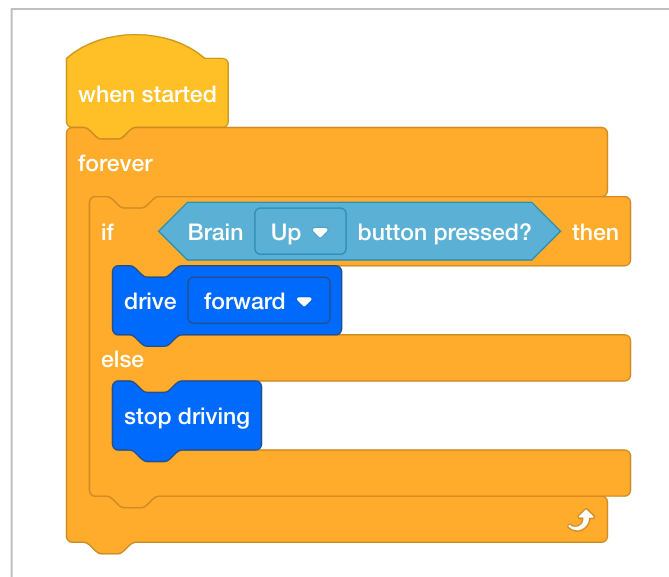 when started
forever
if Brain Up button pressed? then
drive forward
else
stop driving